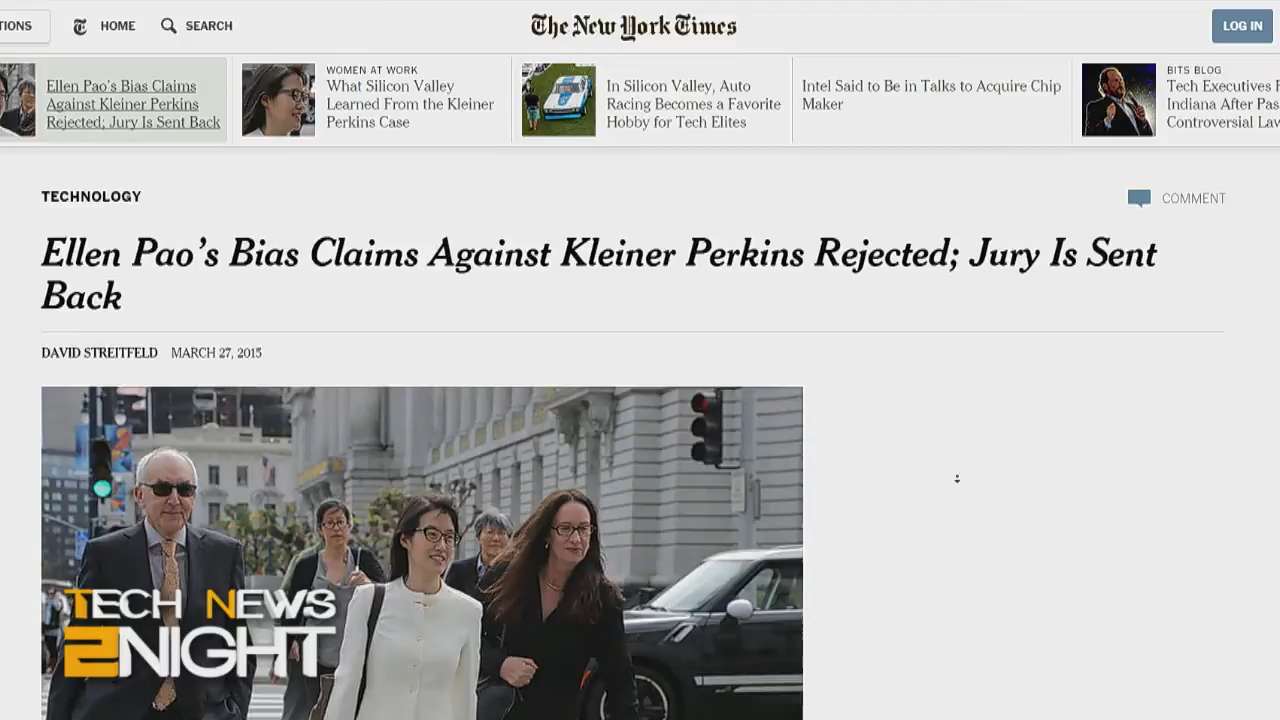 TIONS
HOME
SEARCH
The New York Times
LOG IN
Ellen Pao's Bias Claims
Against Kleiner Perkins
Rejected; Jury Is Sent Back
WOMEN AT WORK
What Silicon Valley
Learned From the Kleiner
Perkins Case
In Silicon Valley, Auto
Racing Becomes a Favorite
Hobby for Tech Elites
Intel Said to Be in Talks to Acquire Chip
Maker
BITS BLOG
Tech Executives
Indiana After Pas
Controversial Law
TECHNOLOGY
COMMENT
Ellen Pao's Bias Claims Against Kleiner Perkins Rejected; Jury Is Sent
Back
DAVID STREITFELD MARCH 27, 2015
TECH NEWS
2NIGHT